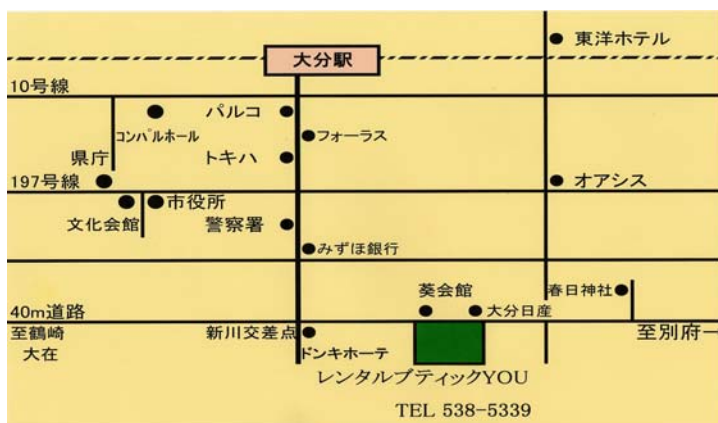 東洋ホテル
大分駅
10号線
パルコ
コンパルホール
フォーラス
県庁
トキハ
197号線
オアシス
文化会館
市役所
警察署
みずほ銀行
葵会館
春日神社
40m道路
大分日産
至鶴崎
大在
新川交差点
ドンキホーテ
至別府
レンタルブティックYOU
TEL 538-5339